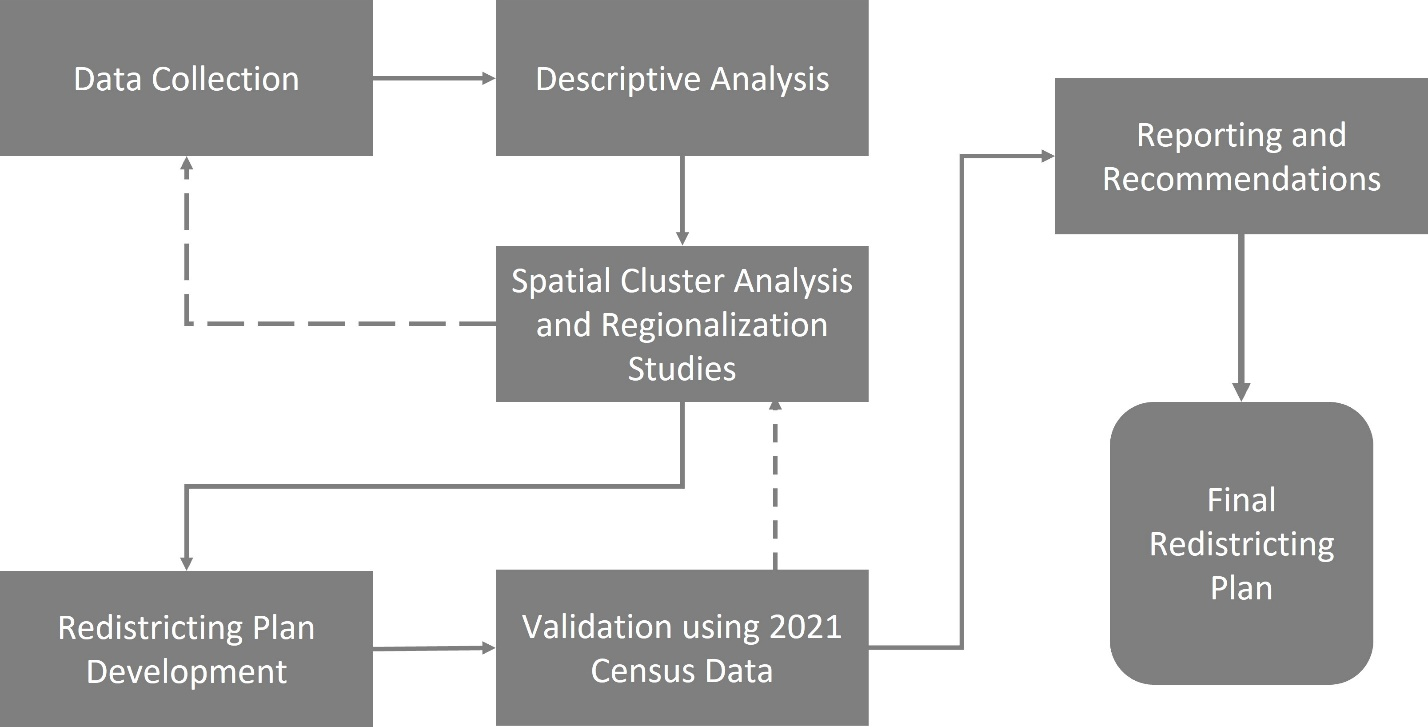 Data Collection
Descriptive Analysis
Reporting and
Recommendations
Spatial Cluster Analysis
and Regionalization
Studies
Final
Redistricting
Plan
Redistricting Plan
Development
Validation using 2021
Census Data